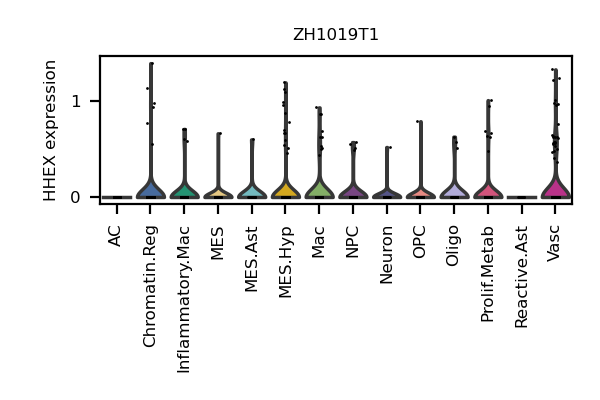 ZH1019T1
HHEX expression
1
0
AC
Chromatin.Reg
Inflammatory.Mac
MES
MES.Ast
MES.Hyp
Mac
NPC
Neuron
OPC
Oligo
Prolif.Metab
Reactive.Ast
Vasc